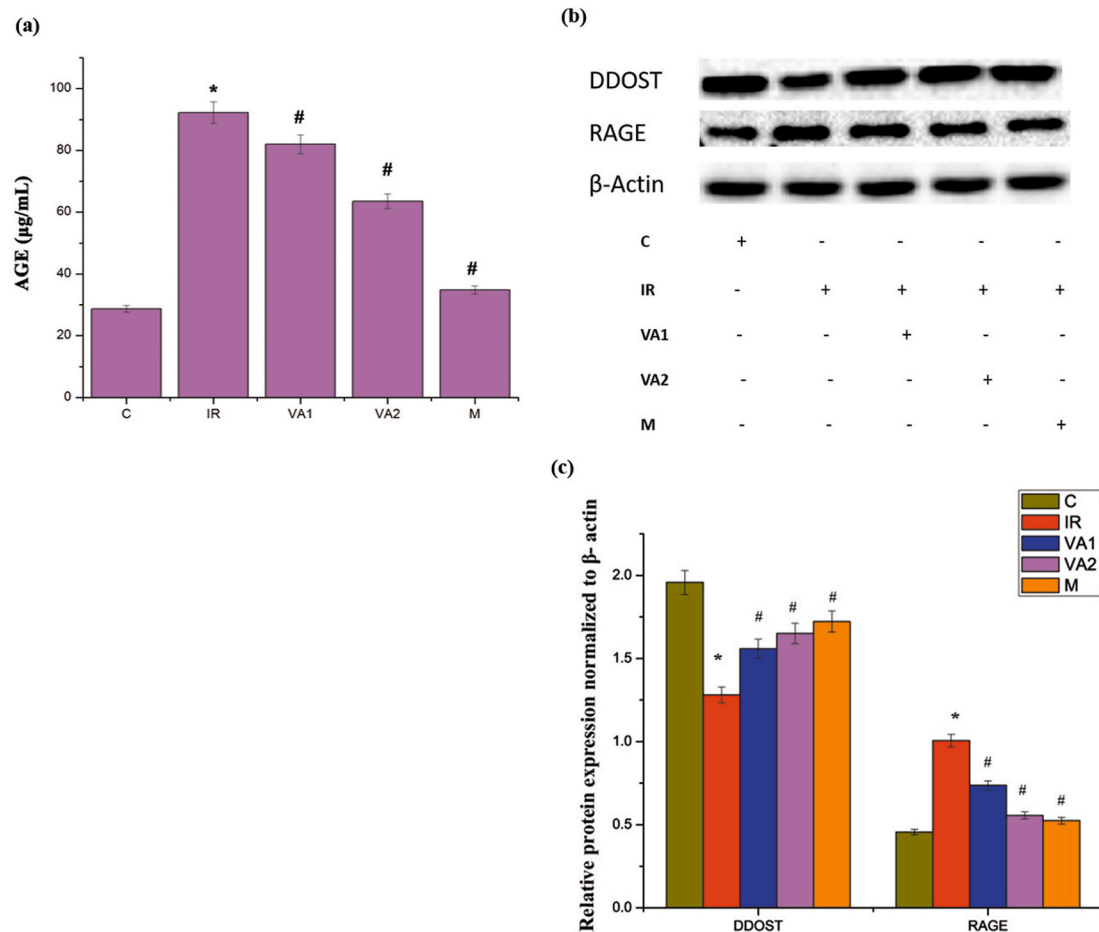 (a)
*
#
#
#
AGE (µg/mL)
100
80
60
40
20
0
C IR VA1 VA2 M
(b)
DDOST
RAGE
β-Actin
C + - - - -
IR - + + + +
VA1 - - + - -
VA2 - - - + -
M - - - - +
(c)
C
IR
VA1
VA2
M
Relative protein expression normalized to β- actin
2.0
1.5
1.0
0.5
0.0
* # # #
* # # #
DDOST RAGE